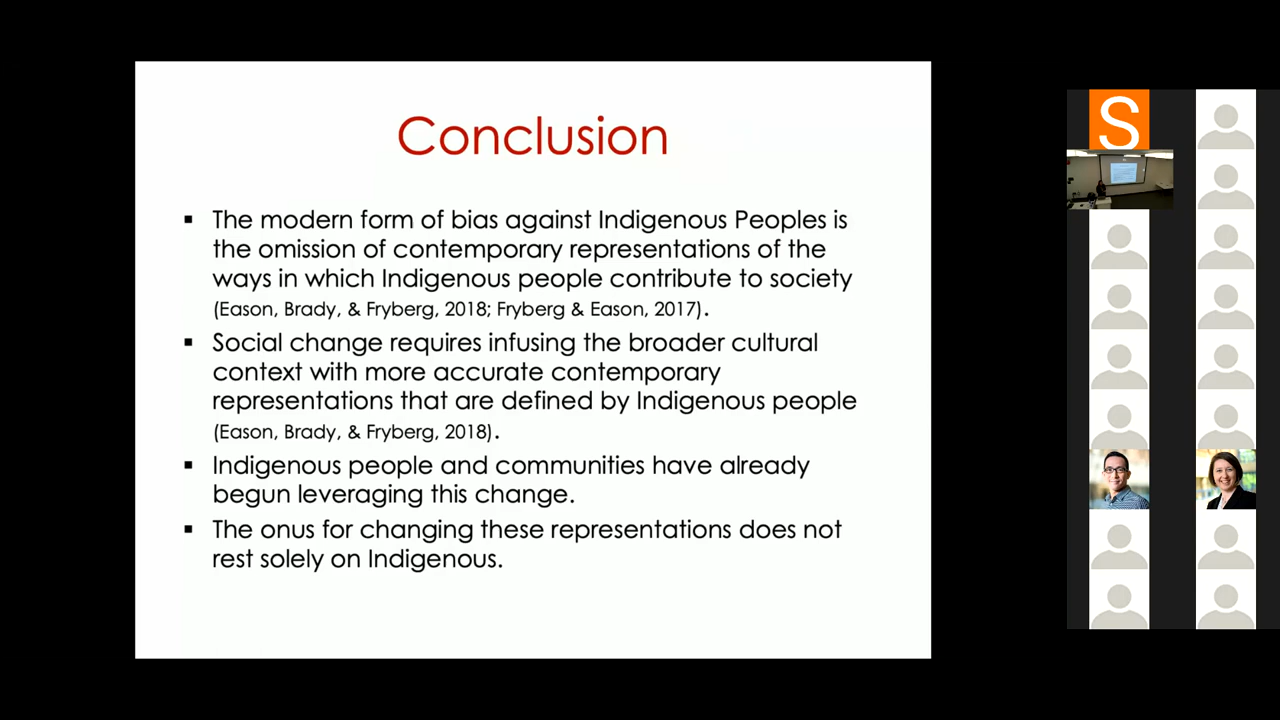 Conclusion
▪ The modern form of bias against Indigenous Peoples is
the omission of contemporary representations of the
ways in which Indigenous people contribute to society
(Eason, Brady, & Fryberg, 2018; Fryberg & Eason, 2017).
▪ Social change requires infusing the broader cultural
context with more accurate contemporary
representations that are defined by Indigenous people
(Eason, Brady, & Fryberg, 2018).
▪ Indigenous people and communities have already
begun leveraging this change.
▪ The onus for changing these representations does not
rest solely on Indigenous.
S